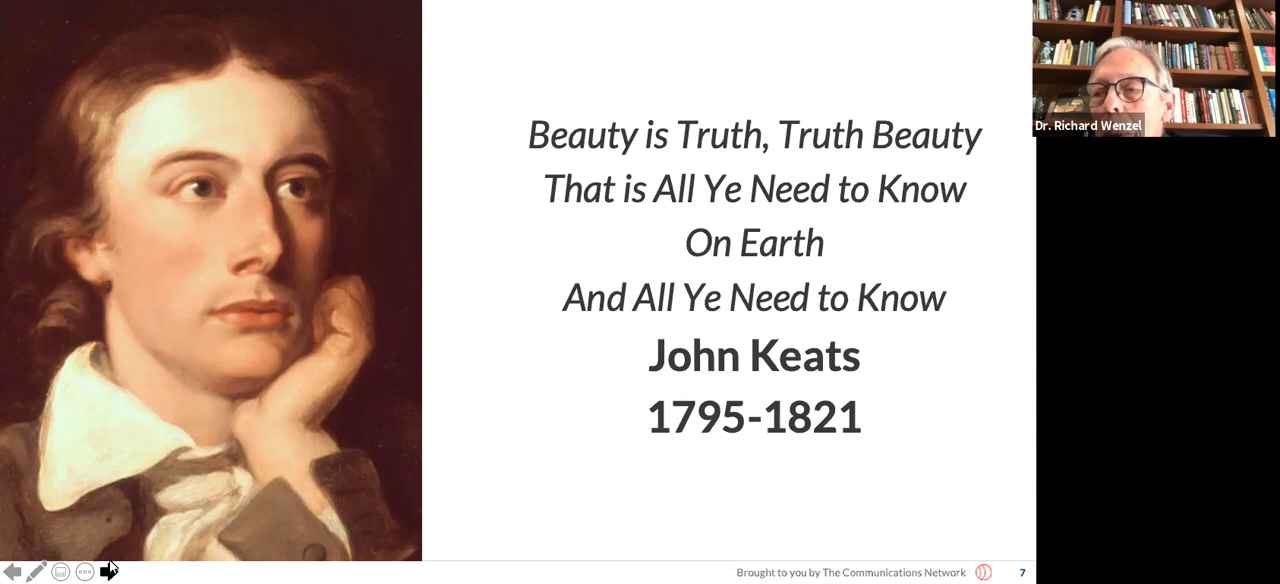 Beauty is Truth, Truth Beauty
That is All Ye Need to Know
On Earth
And All Ye Need to Know
John Keats
1795-1821
Dr. Richard Wenzel
Brought to you by The Communications Network
7